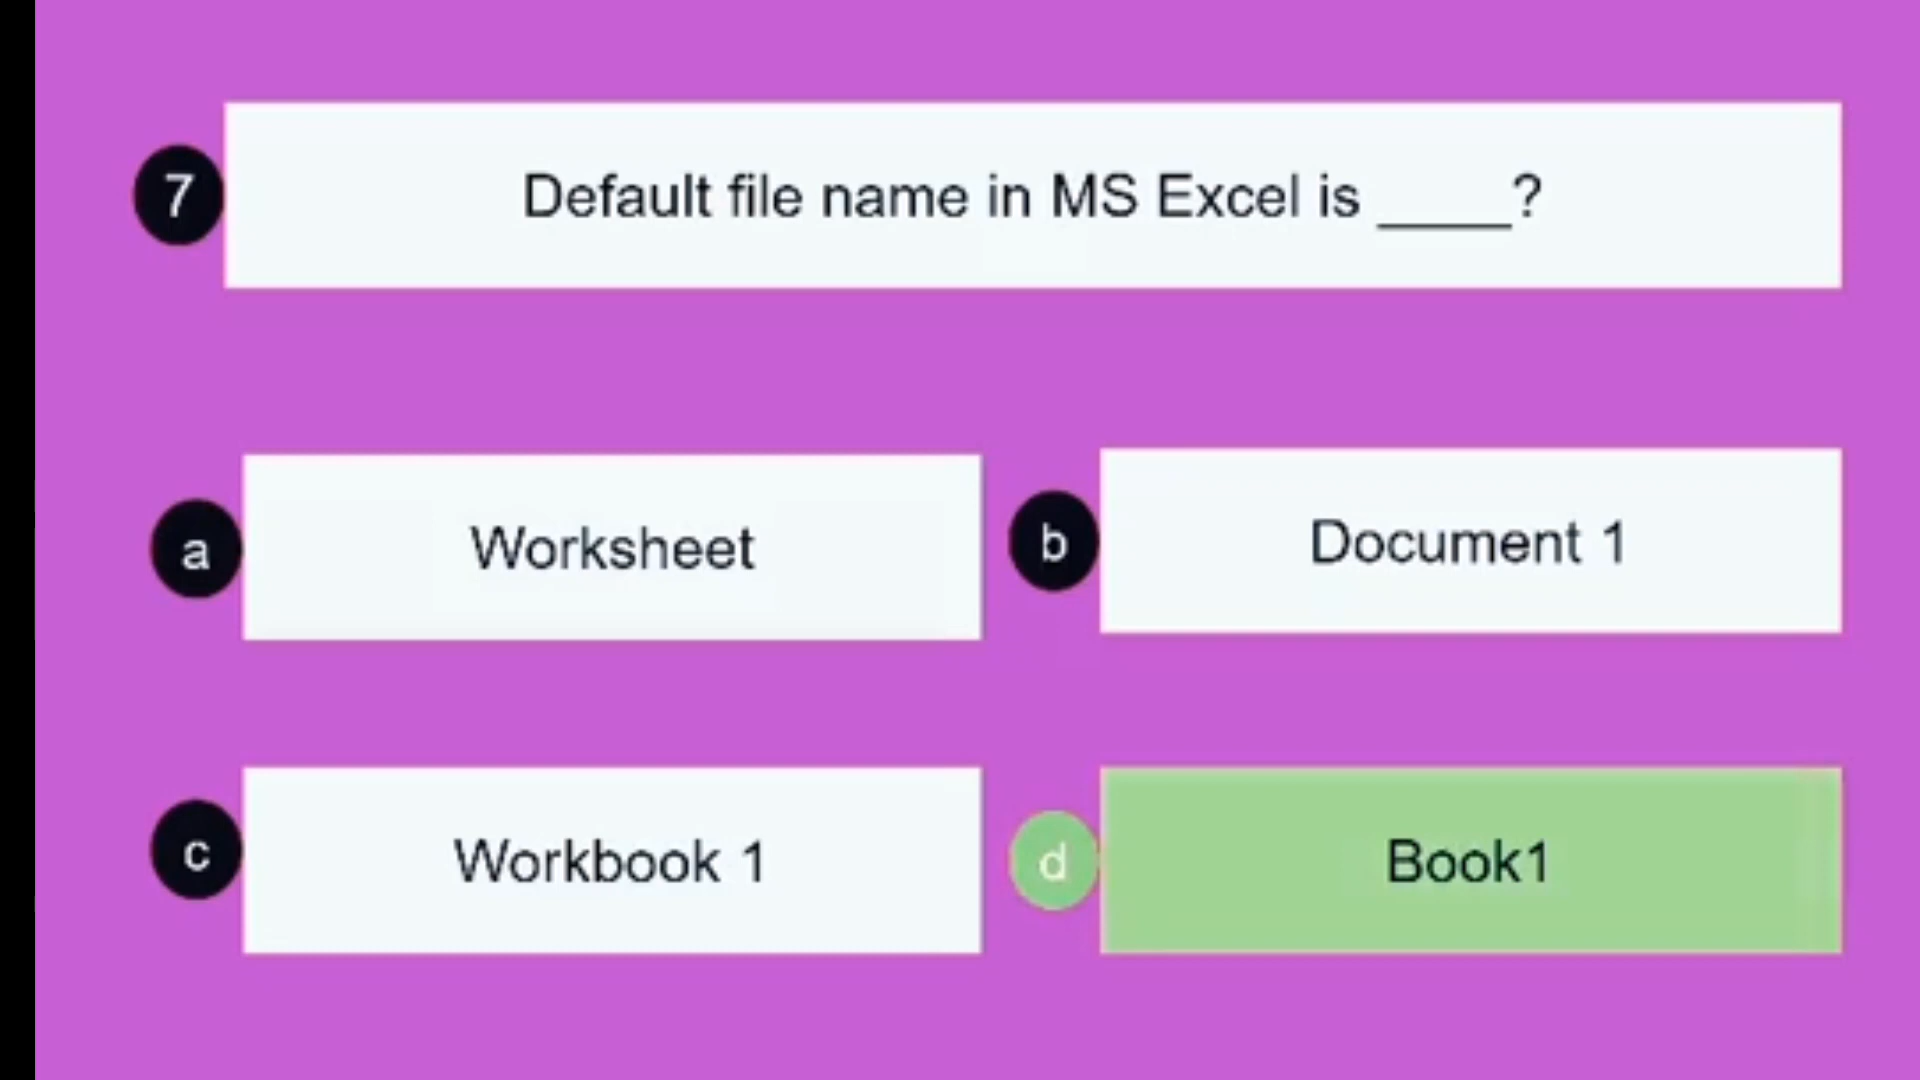 7
Default file name in MS Excel is ____?
a
Worksheet
b
Document 1
c
Workbook 1
d
Book1